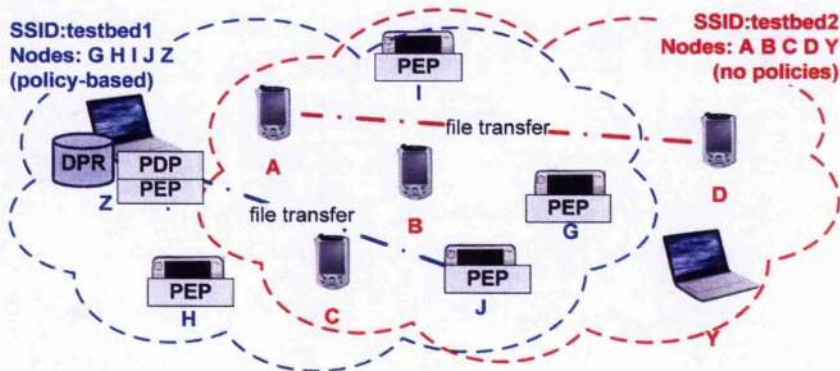 SSID:testbed1
Nodes: G H I J Z
(policy-based)
SSID:testbed2
Nodes: A B C D Y
(no policies)
PEP
I
file transfer
A
D
DPR
PDP
PEP
Z
B
PEP
G
file transfer
PEP
H
C
PEP
J
Y